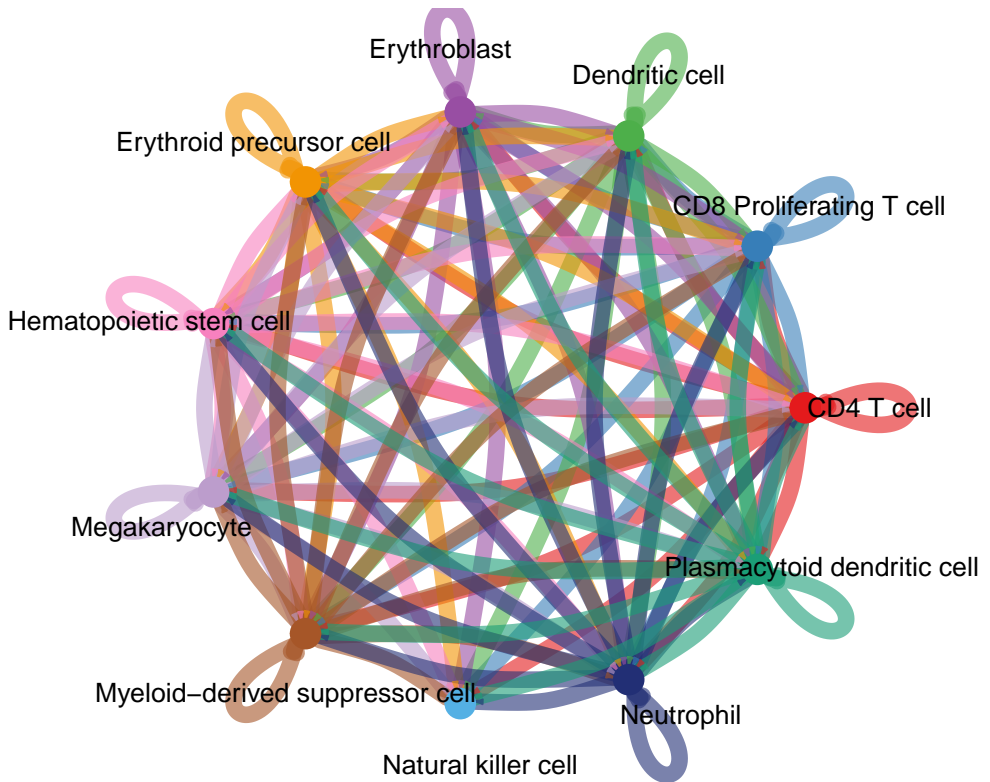 Erythroblast
Dendritic cell
Erythroid precursor cell
CD8 Proliferating T cell
Hematopoietic stem cell
CD4 T cell
Megakaryocyte
Plasmacytoid dendritic cell
Myeloid−derived suppressor cell
Neutrophil
Natural killer cell